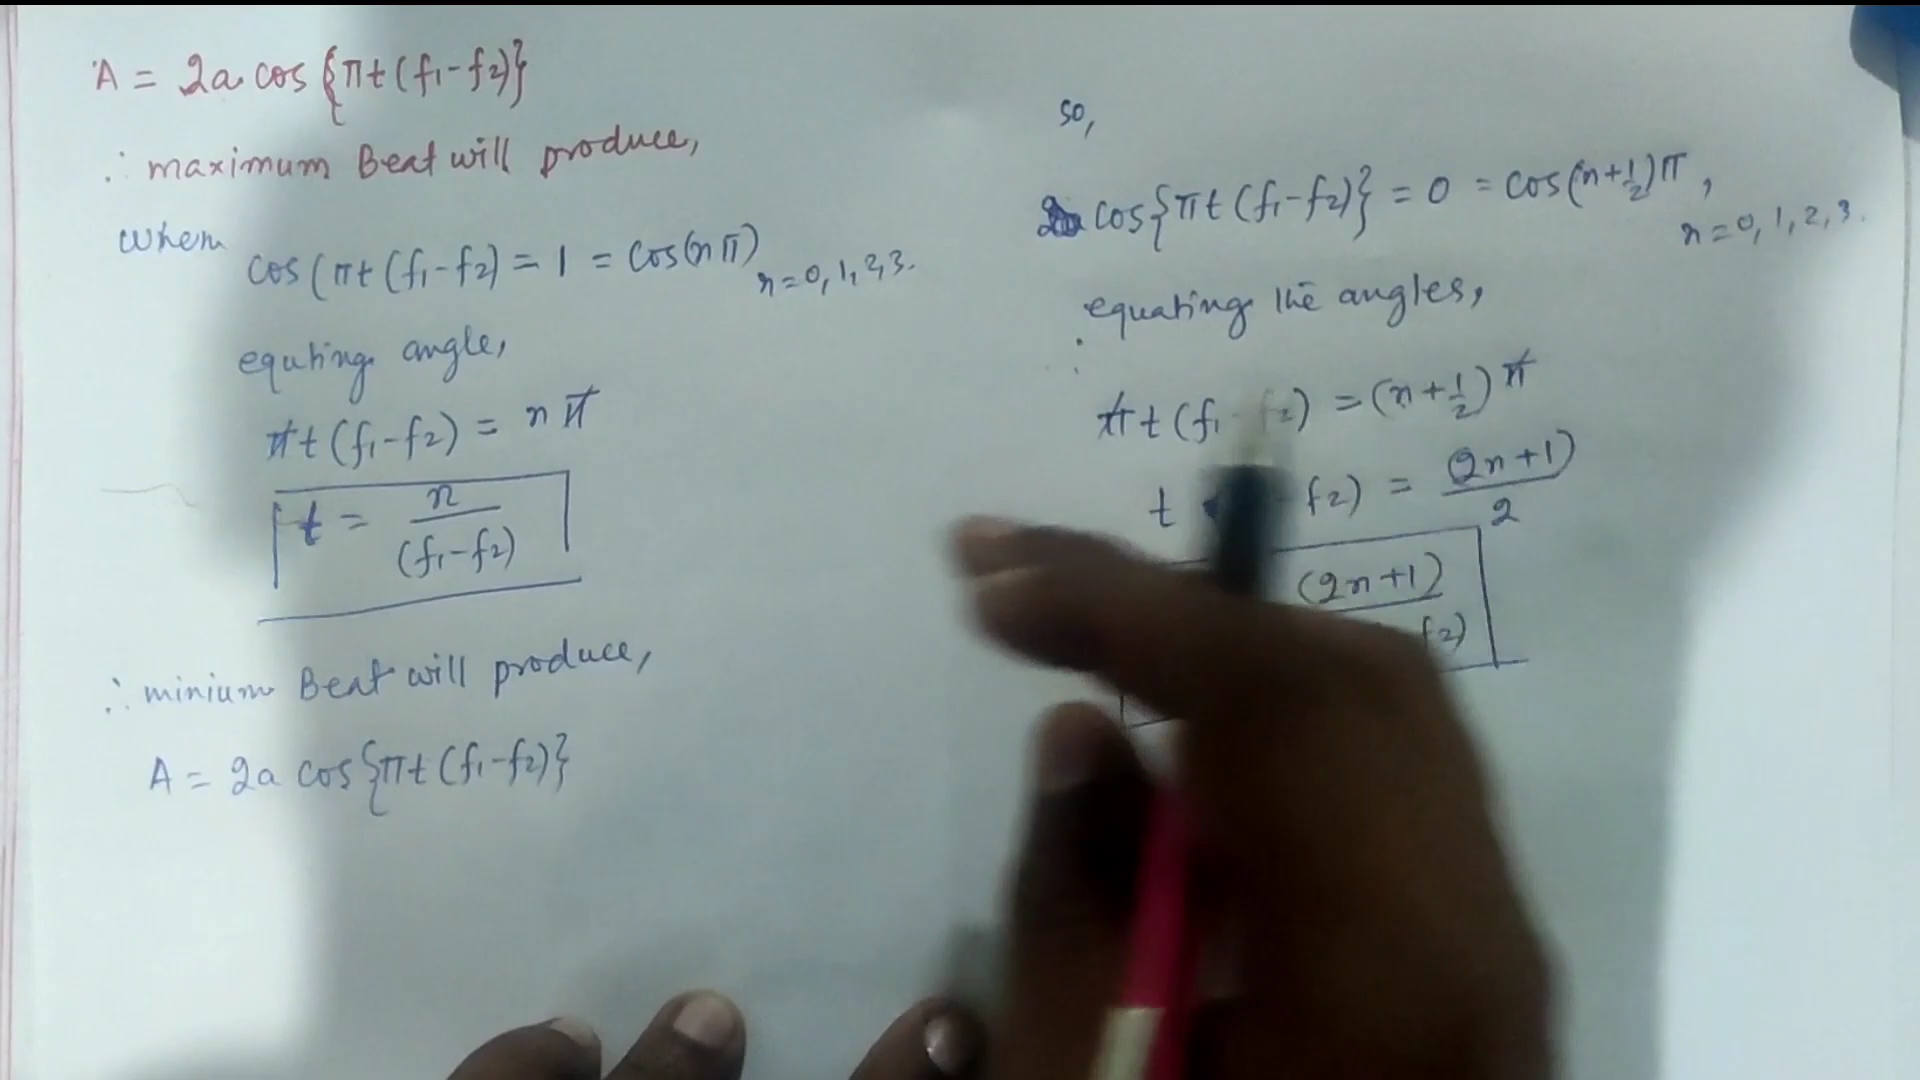 A = 2a cos {πt(f₁-f₂)}
∴ maximum Beat will produce,
when
cos(πt(f₁-f₂) = 1 = cos(nπ)
n=0,1,2,3.
equting angle,
πt(f₁-f₂) = nπ
t = n/(f₁-f₂)
∴ minium Beat will produce,
A = 2a cos{πt(f₁-f₂)}
so,
cos{πt(f₁-f₂)} = 0 = cos(n+1/2)π,
n=0,1,2,3.
∴ equating the angles,
πt(f₁-f₂) = (n+1/2)π
t f₂) = (2n+1)/2
(2n+1)
f₂)